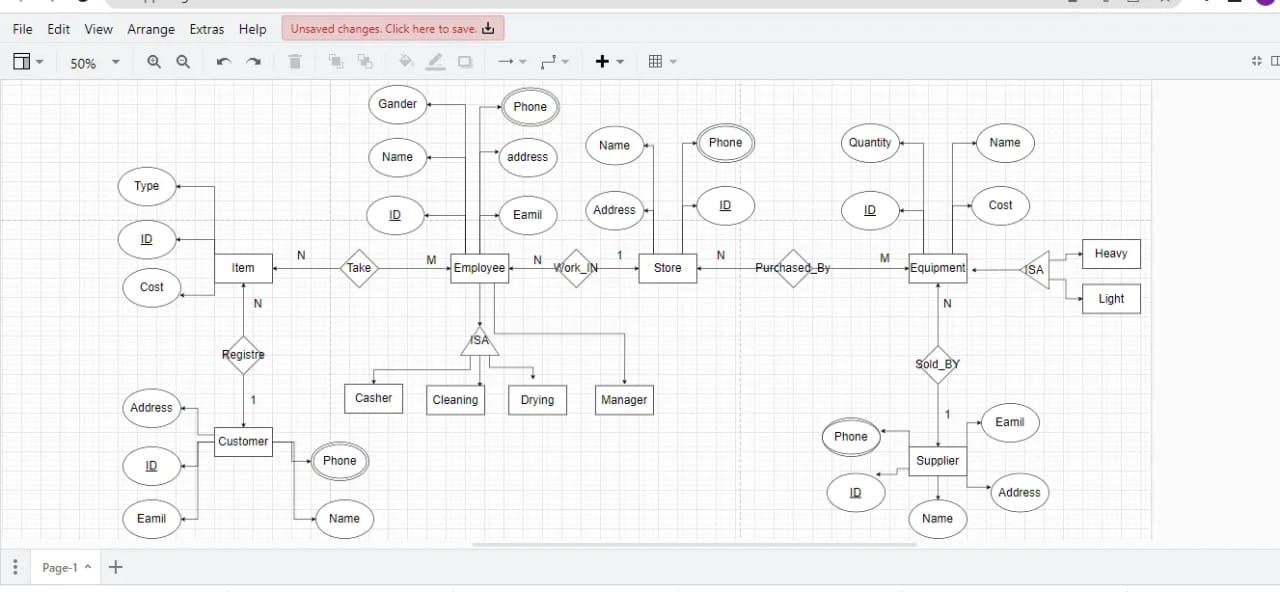 File Edit View Arrange Extras Help Unsaved changes. Click here to save.
50%
Gander
Phone
Name
address
ID
Eamil
Name
Phone
Address
ID
Quantity
Name
ID
Cost
Type
ID
Cost
Item
N
Take
M
Employee
N
Work_IN
1
Store
N
Purchased_By
M
Equipment
ISA
Heavy
Light
N
Registre
1
ISA
Casher
Cleaning
Drying
Manager
N
Sold_BY
1
Address
ID
Eamil
Customer
Phone
Name
Phone
ID
Supplier
Eamil
Address
Name
Page-1